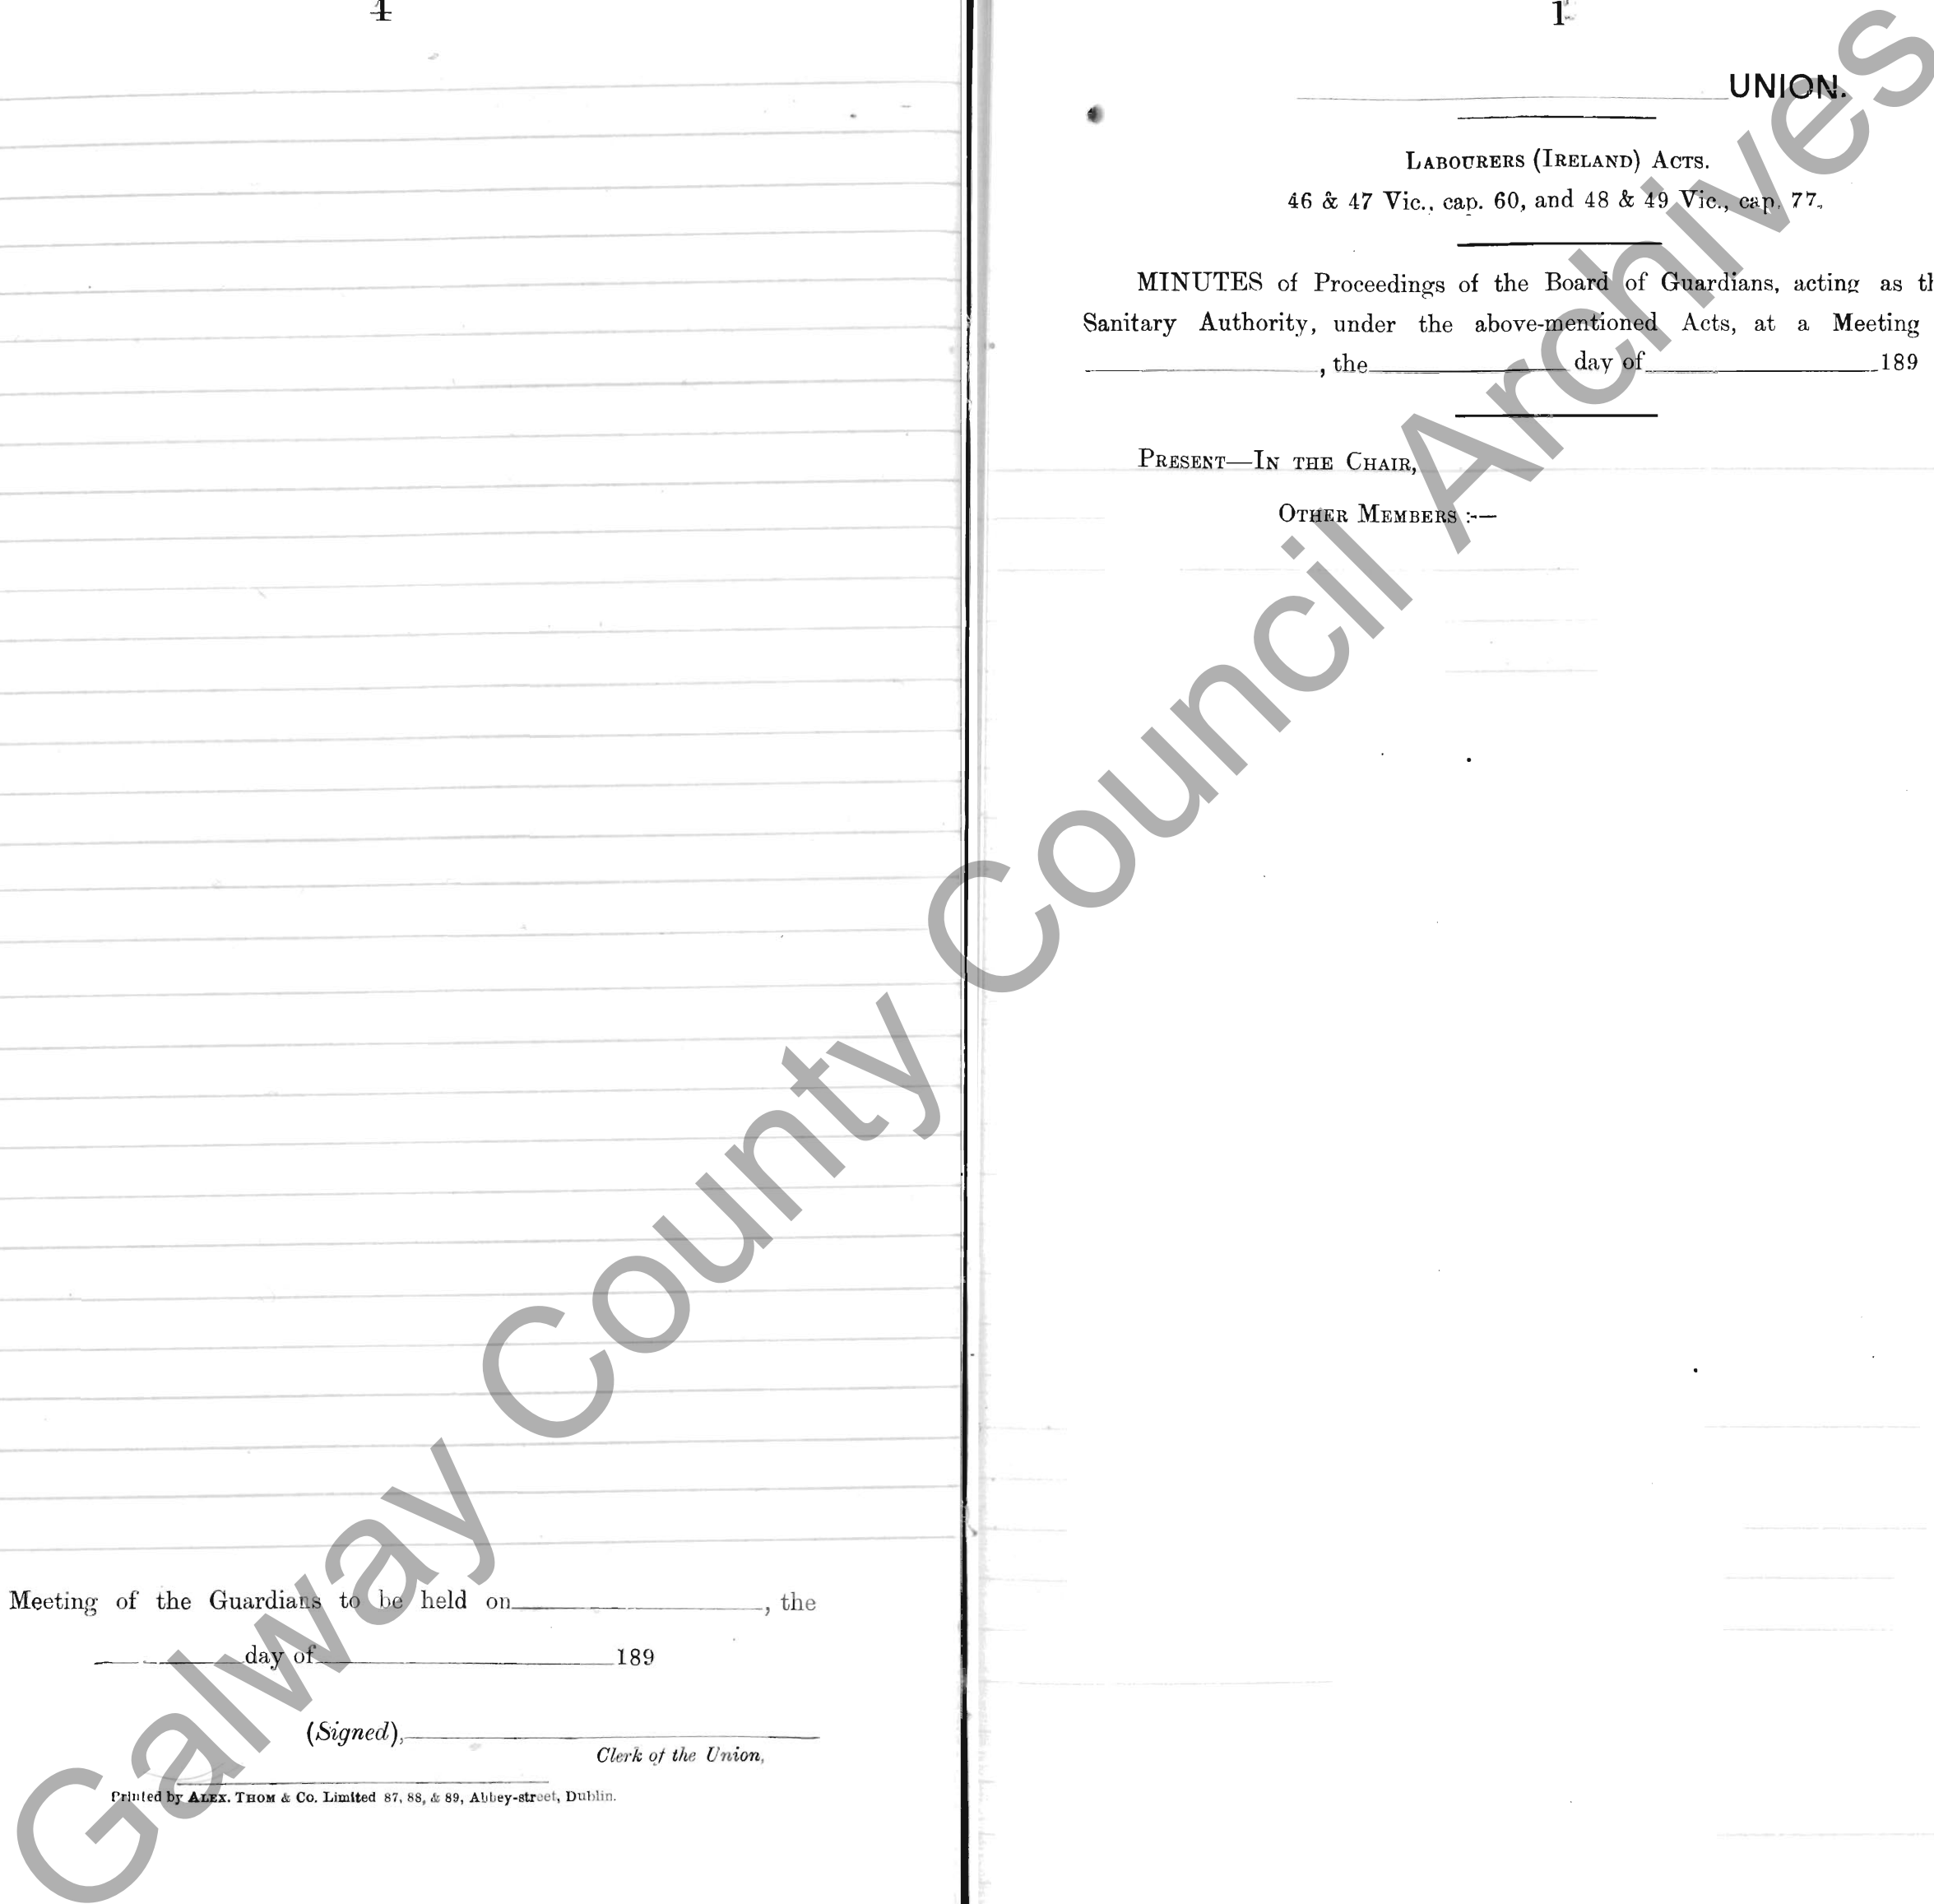 4
Meeting of the Guardians to be held on , the
day of 189
(Signed),
Clerk of the Union,
Printed by ALEX. THOM & Co. Limited 87, 88, & 89, Abbey-street, Dublin.
1
UNION.
LABOURERS (IRELAND) ACTS.
46 & 47 Vic., cap. 60, and 48 & 49 Vic., cap. 77.
MINUTES of Proceedings of the Board of Guardians, acting as th
Sanitary Authority, under the above-mentioned Acts, at a Meeting
, the day of 189
PRESENT—IN THE CHAIR,
OTHER MEMBERS :—
Galway County Council Archives